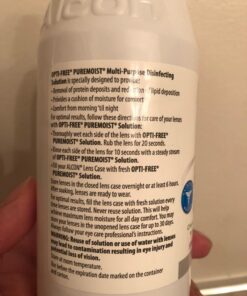 ALCON
OPTI-FREE® PUREMOIST® Multi-Purpose Disinfecting
Solution is specially designed to provide:
• Removal of protein deposits and reduction of lipid deposition
• Provides a cushion of moisture for comfort
• Comfort from morning 'til night
For optimal results, follow these directions for care of your lenses
with OPTI-FREE® PUREMOIST® Solution:
• Thoroughly wet each side of the lens with OPTI-FREE®
PUREMOIST® Solution. Rub the lens for 20 seconds.
• Rinse each side of the lens for 10 seconds with a steady stream
of OPTI-FREE® PUREMOIST® Solution.
• Fill your ALCON® Lens Case with fresh OPTI-FREE®
PUREMOIST® Solution.
lenses in the closed lens case overnight or at least 6 hours.
soaking, lenses are ready to wear.
For optimal results, fill the lens case with fresh solution every
lenses are stored. Never reuse solution. This will help
achieve maximum lens moisture for all day comfort. You may
your lenses in the unopened lens case for up to 30 days.
always follow your eye care professional's instructions.
WARNING: Reuse of solution or use of water with lenses
may lead to contamination resulting in eye injury and
potential loss of vision.
at room temperature.
before the expiration date marked on the container